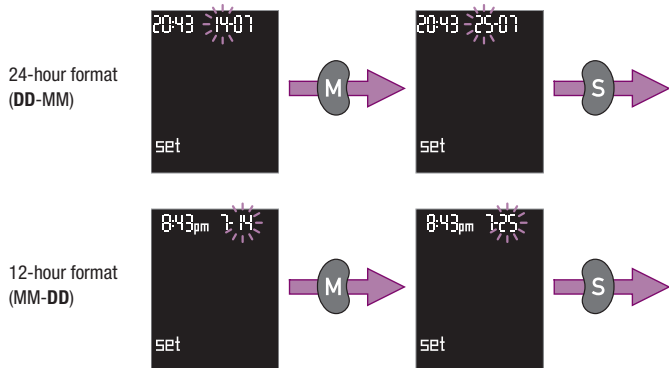 20:43 14-07
20:43 25-07
24-hour format
(DD-MM)
M
S
set
set
8:43pm 7-14
8:43pm 7-25
12-hour format
(MM-DD)
M
S
set
set